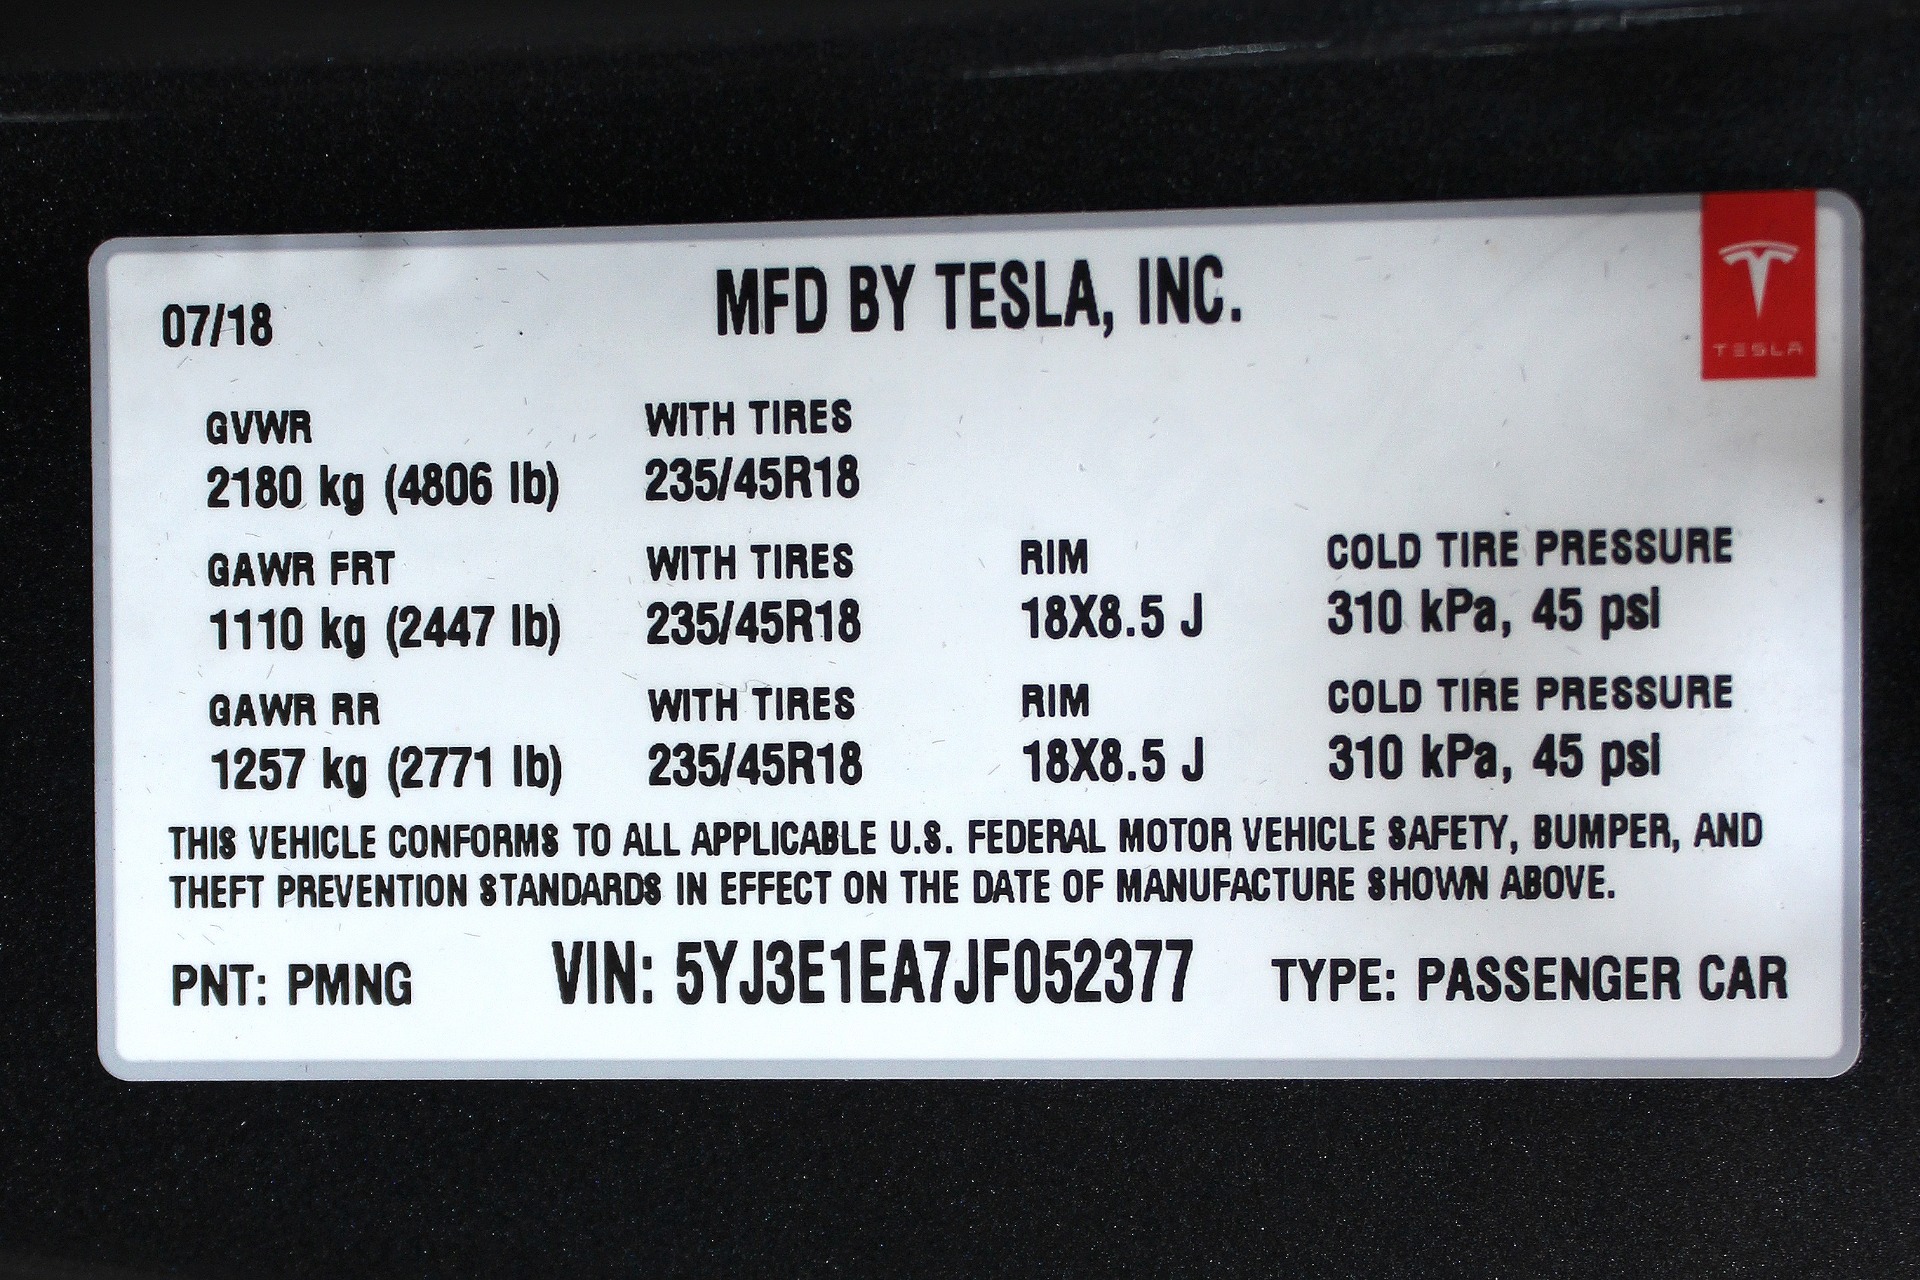 MFD BY TESLA, INC.
TESLA
07/18
GVWR WITH TIRES
2180 kg (4806 lb) 235/45R18
GAWR FRT WITH TIRES RIM COLD TIRE PRESSURE
1110 kg (2447 lb) 235/45R18 18X8.5 J 310 kPa, 45 psi
GAWR RR WITH TIRES RIM COLD TIRE PRESSURE
1257 kg (2771 lb) 235/45R18 18X8.5 J 310 kPa, 45 psi
THIS VEHICLE CONFORMS TO ALL APPLICABLE U.S. FEDERAL MOTOR VEHICLE SAFETY, BUMPER, AND
THEFT PREVENTION STANDARDS IN EFFECT ON THE DATE OF MANUFACTURE SHOWN ABOVE.
PNT: PMNG VIN: 5YJ3E1EA7JF052377 TYPE: PASSENGER CAR